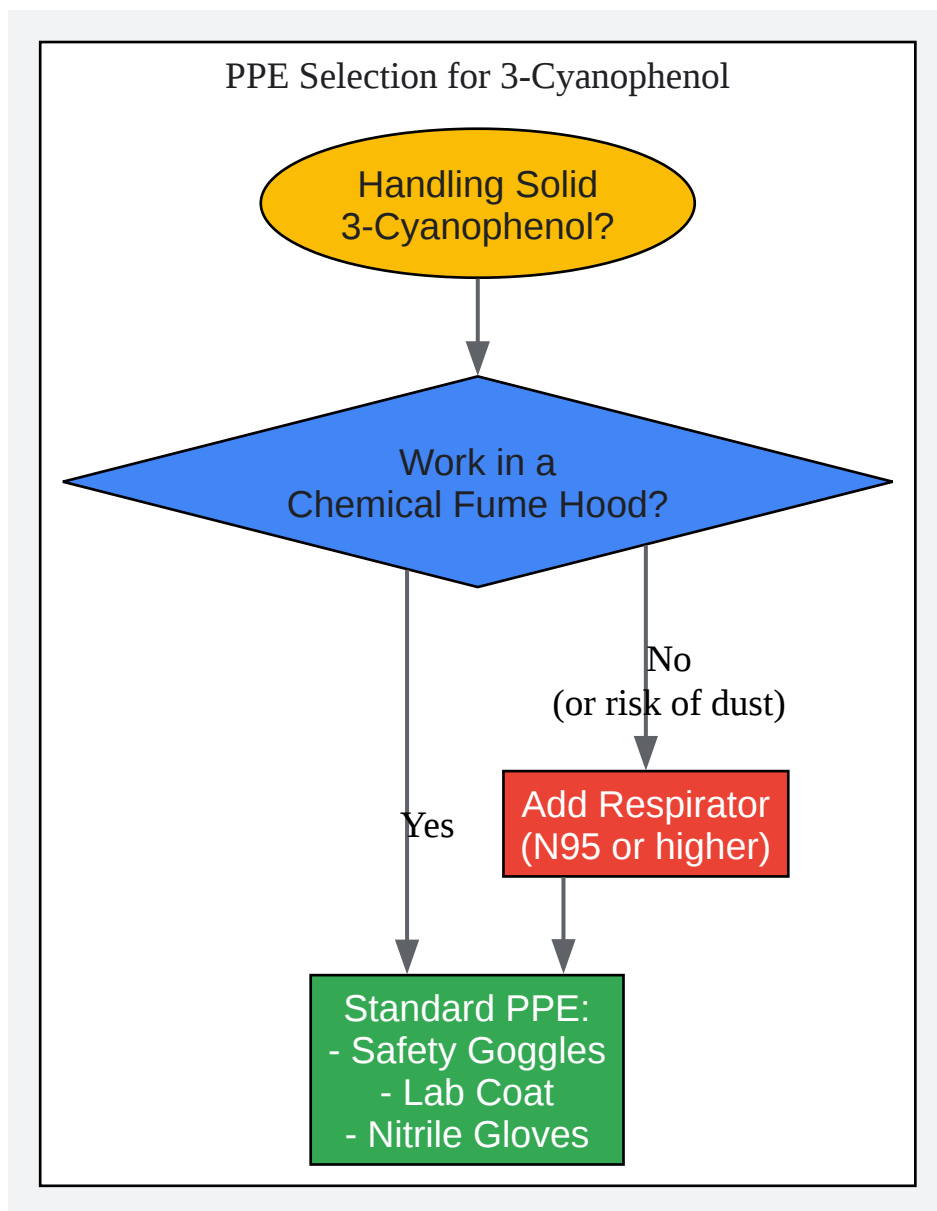 PPE Selection for 3-Cyanophenol
Handling Solid
3-Cyanophenol?
Work in a
Chemical Fume Hood?
No
(or risk of dust)
Add Respirator
(N95 or higher)
Yes
Standard PPE:
- Safety Goggles
- Lab Coat
- Nitrile Gloves